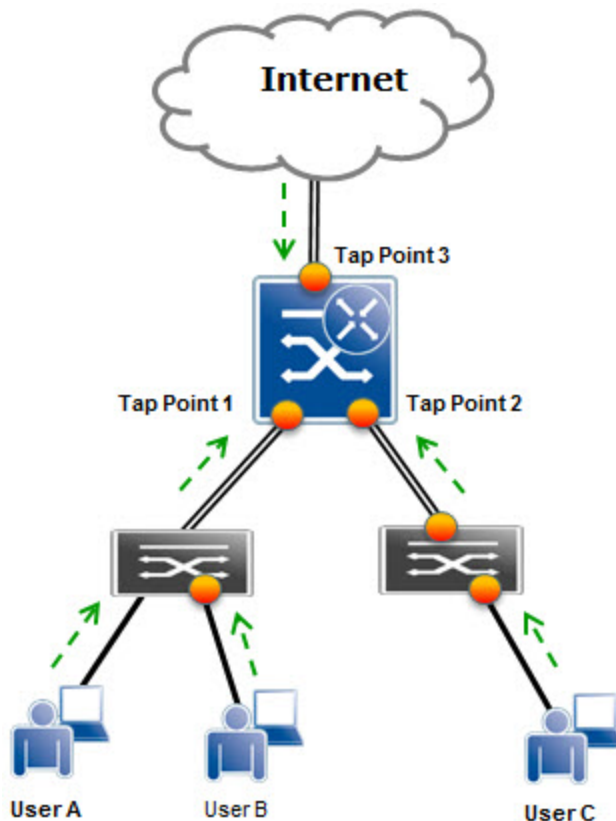 Internet
Tap Point 3
Tap Point 1
Tap Point 2
User A
User B
User C